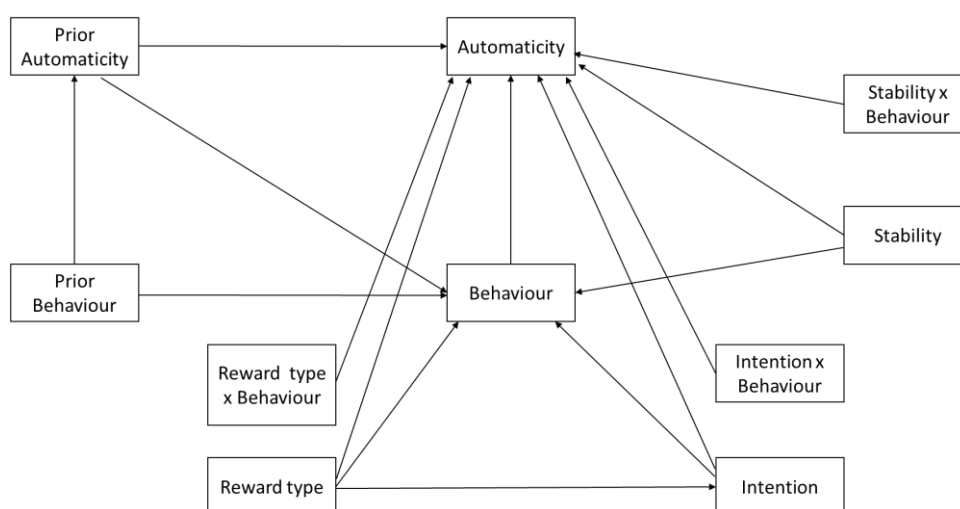 Prior
Automaticity
Automaticity
Stability x
Behaviour
Stability
Prior
Behaviour
Behaviour
Reward type
x Behaviour
Intention x
Behaviour
Reward type
Intention